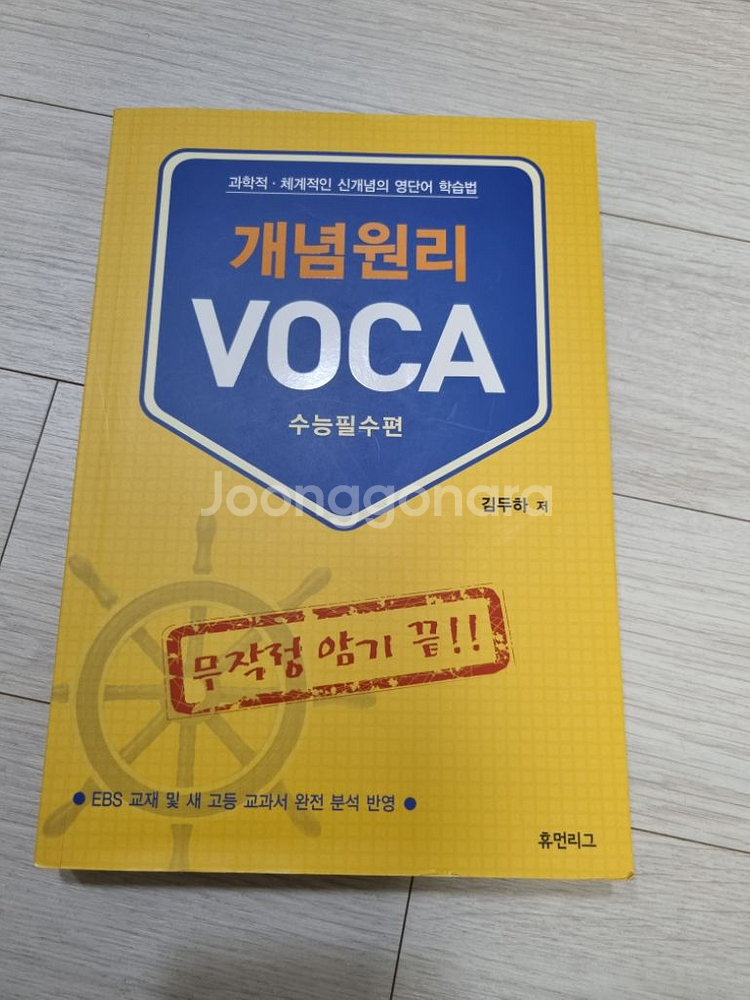 과학적·체계적인 신개념의 영단어 학습법
개념원리
VOCA
수능필수편
Joonggonara
김두하 저
무작정 암기 끝!!
● EBS 교재 및 새 고등 교과서 완전 분석 반영 ●
휴먼리그